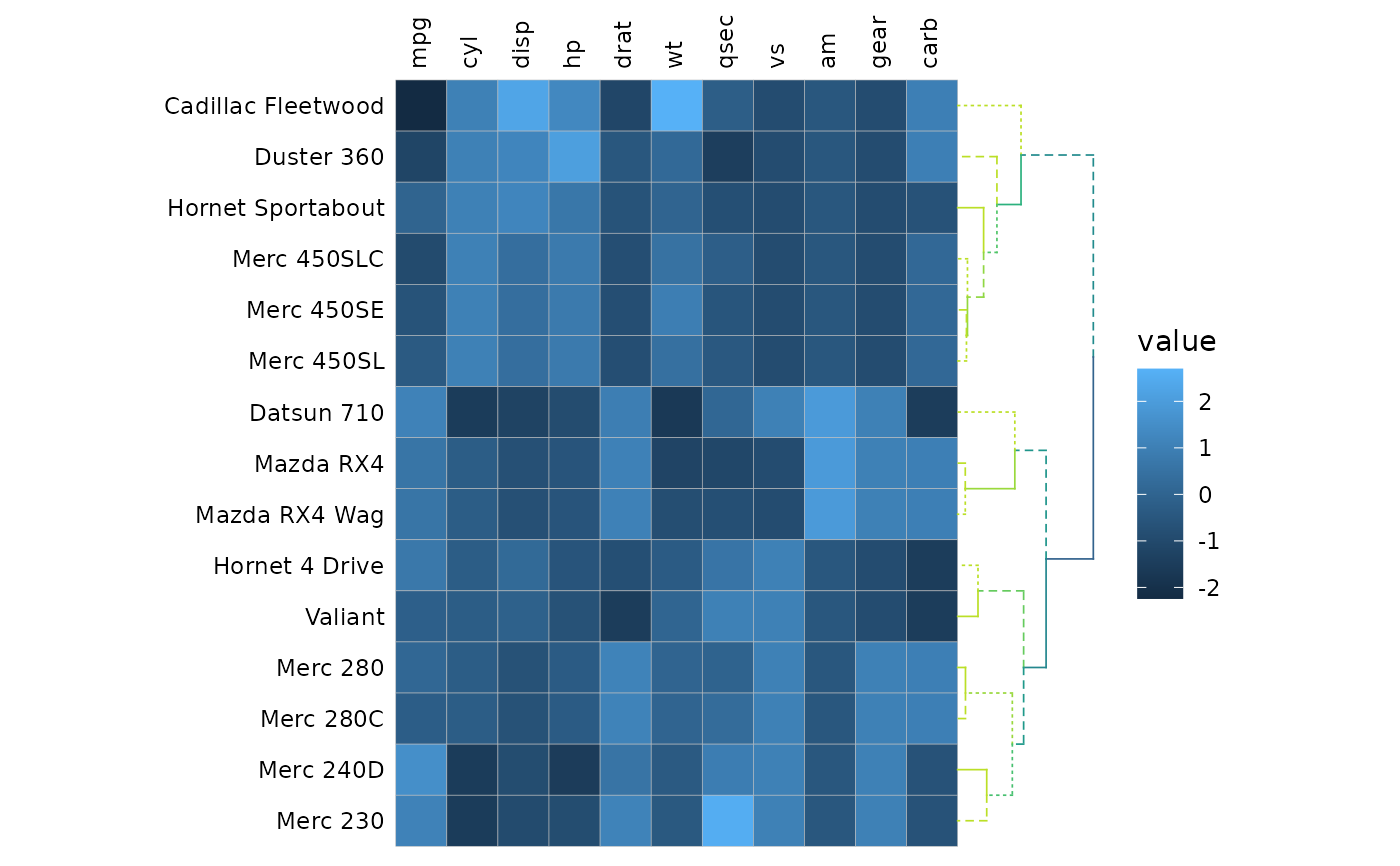 mpg cyl disp hp drat wt qsec vs am gear carb
Cadillac Fleetwood
Duster 360
Hornet Sportabout
Merc 450SLC
Merc 450SE
Merc 450SL
Datsun 710
Mazda RX4
Mazda RX4 Wag
Hornet 4 Drive
Valiant
Merc 280
Merc 280C
Merc 240D
Merc 230
value
2
1
0
-1
-2